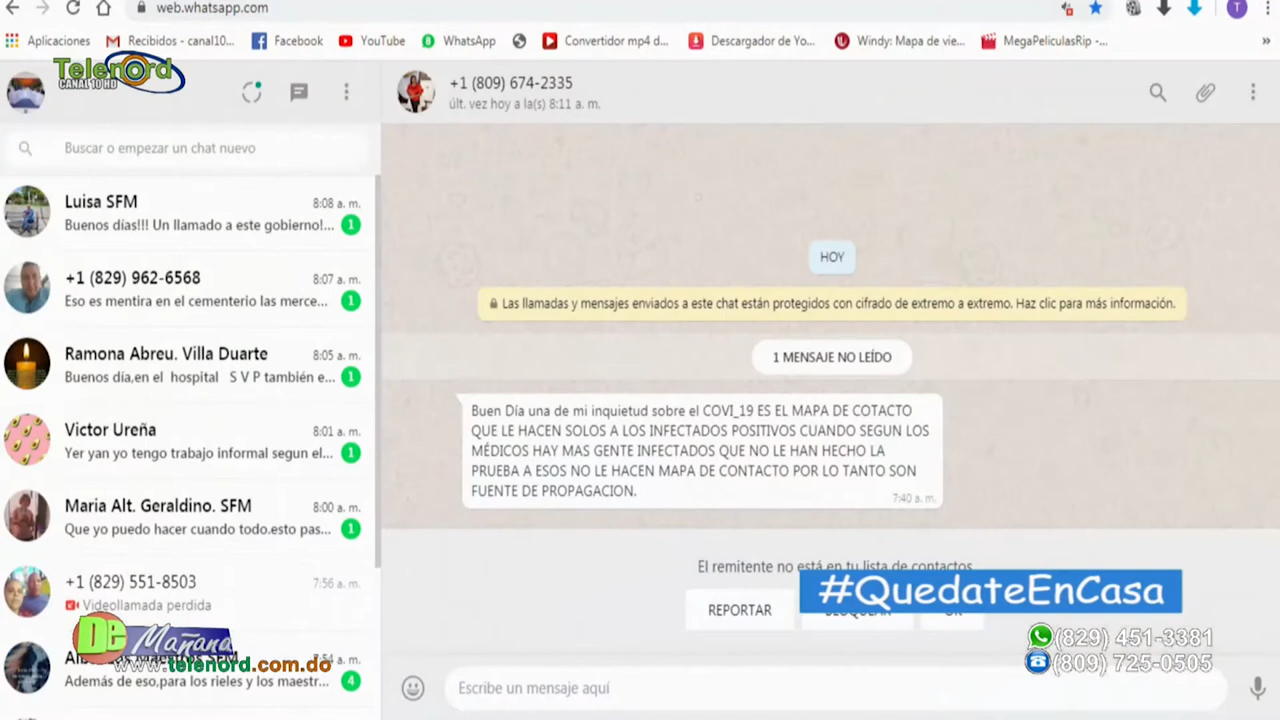 web.whatsapp.com
Aplicaciones
Recibidos - canal10...
Facebook
YouTube
WhatsApp
Convertidor mp4 d...
Descargador de Yo...
Windy: Mapa de vie...
MegaPeliculasRip -...
»
T
Telenord
CANAL 10 HD
+1 (809) 674-2335
últ. vez hoy a la(s) 8:11 a. m.
Buscar o empezar un chat nuevo
Luisa SFM
8:08 a. m.
Buenos días!!! Un llamado a este gobierno!...
1
+1 (829) 962-6568
8:07 a. m.
Eso es mentira en el cementerio las merce...
1
Ramona Abreu. Villa Duarte
8:05 a. m.
Buenos día,en el hospital S V P también e...
1
Victor Ureña
8:01 a. m.
Yer yan yo tengo trabajo informal según el...
1
Maria Alt. Geraldino. SFM
8:00 a. m.
Que yo puedo hacer cuando todo.esto pas...
1
+1 (829) 551-8503
7:56 a. m.
Videollamada perdida
7:54 a. m.
Además de eso,para los rieles y los maestr...
4
HOY
Las llamadas y mensajes enviados a este chat están protegidos con cifrado de extremo a extremo. Haz clic para más información.
1 MENSAJE NO LEÍDO
Buen Día una de mi inquietud sobre el COVI_19 ES EL MAPA DE COTACTO
QUE LE HACEN SOLOS A LOS INFECTADOS POSITIVOS CUANDO SEGUN LOS
MÉDICOS HAY MAS GENTE INFECTADOS QUE NO LE HAN HECHO LA
PRUEBA A ESOS NO LE HACEN MAPA DE CONTACTO POR LO TANTO SON
FUENTE DE PROPAGACION.
7:40 a. m.
El remitente no está en tu lista de contactos
REPORTAR
BLOQUEAR
OK
#QuedateEnCasa
De Mañana
www.telenord.com.do
(829) 451-3381
(809) 725-0505
Escribe un mensaje aquí